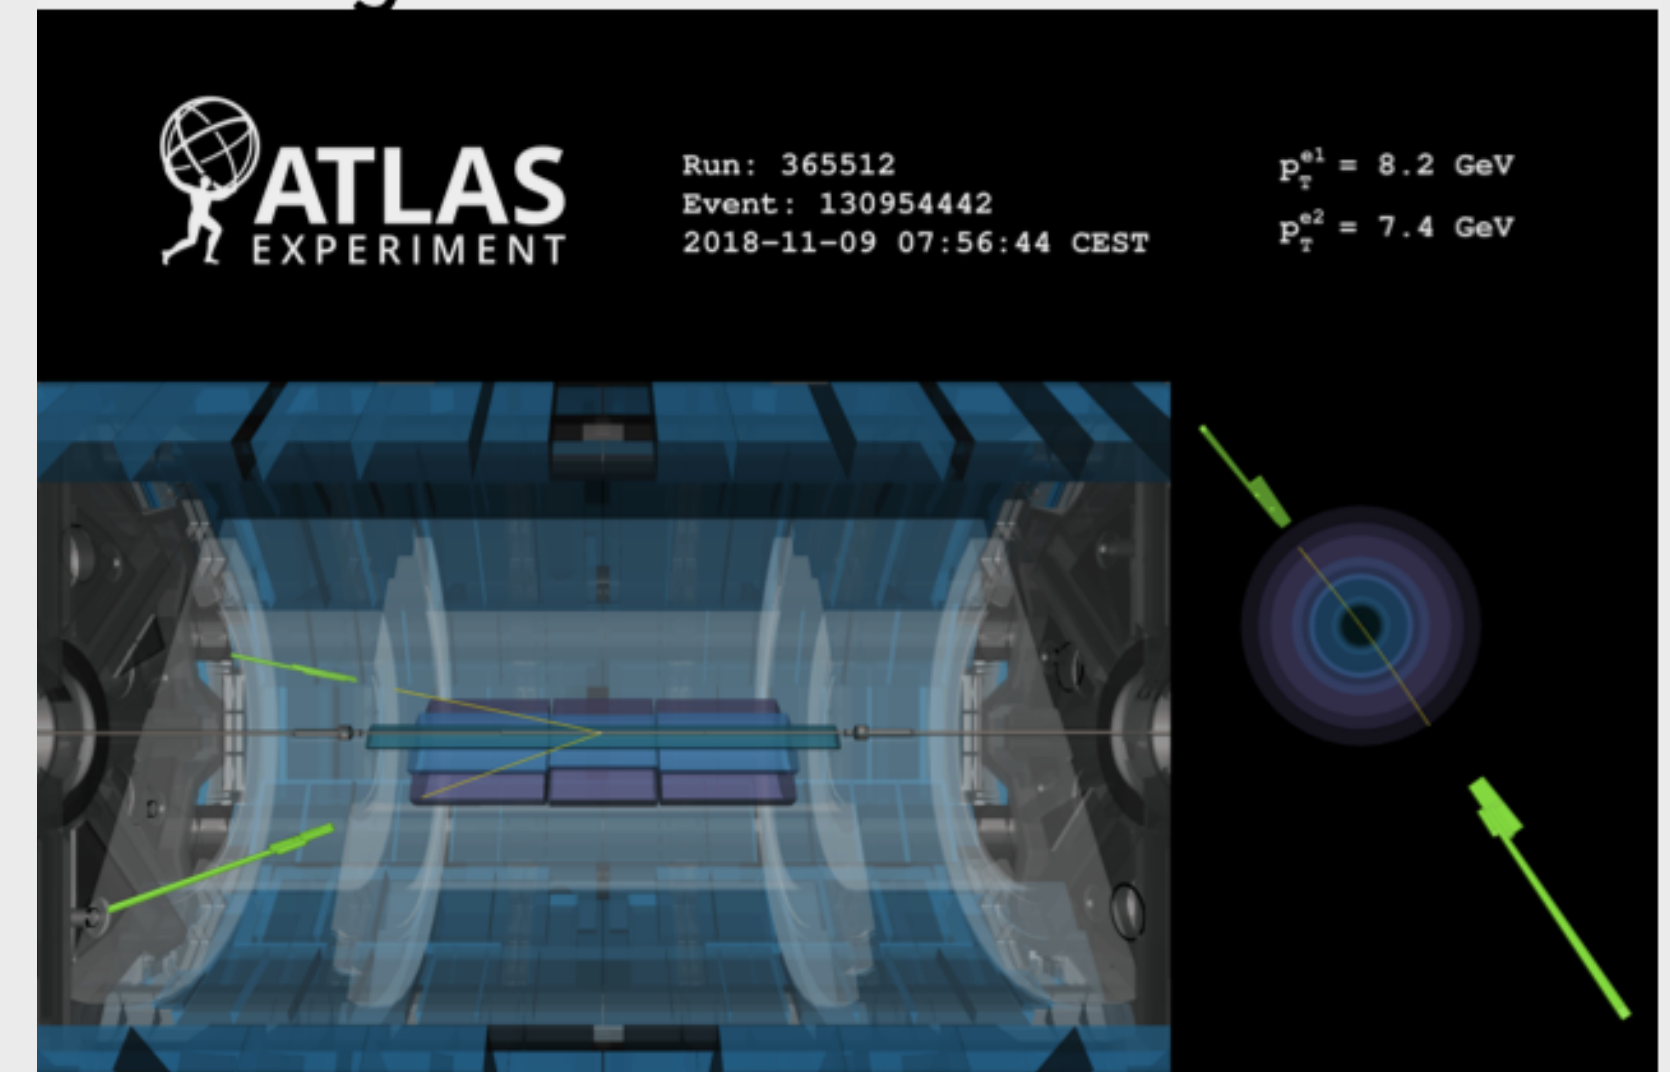 ATLAS
EXPERIMENT
Run: 365512
Event: 130954442
2018-11-09 07:56:44 CEST
p_T^e1 = 8.2 GeV
p_T^e2 = 7.4 GeV